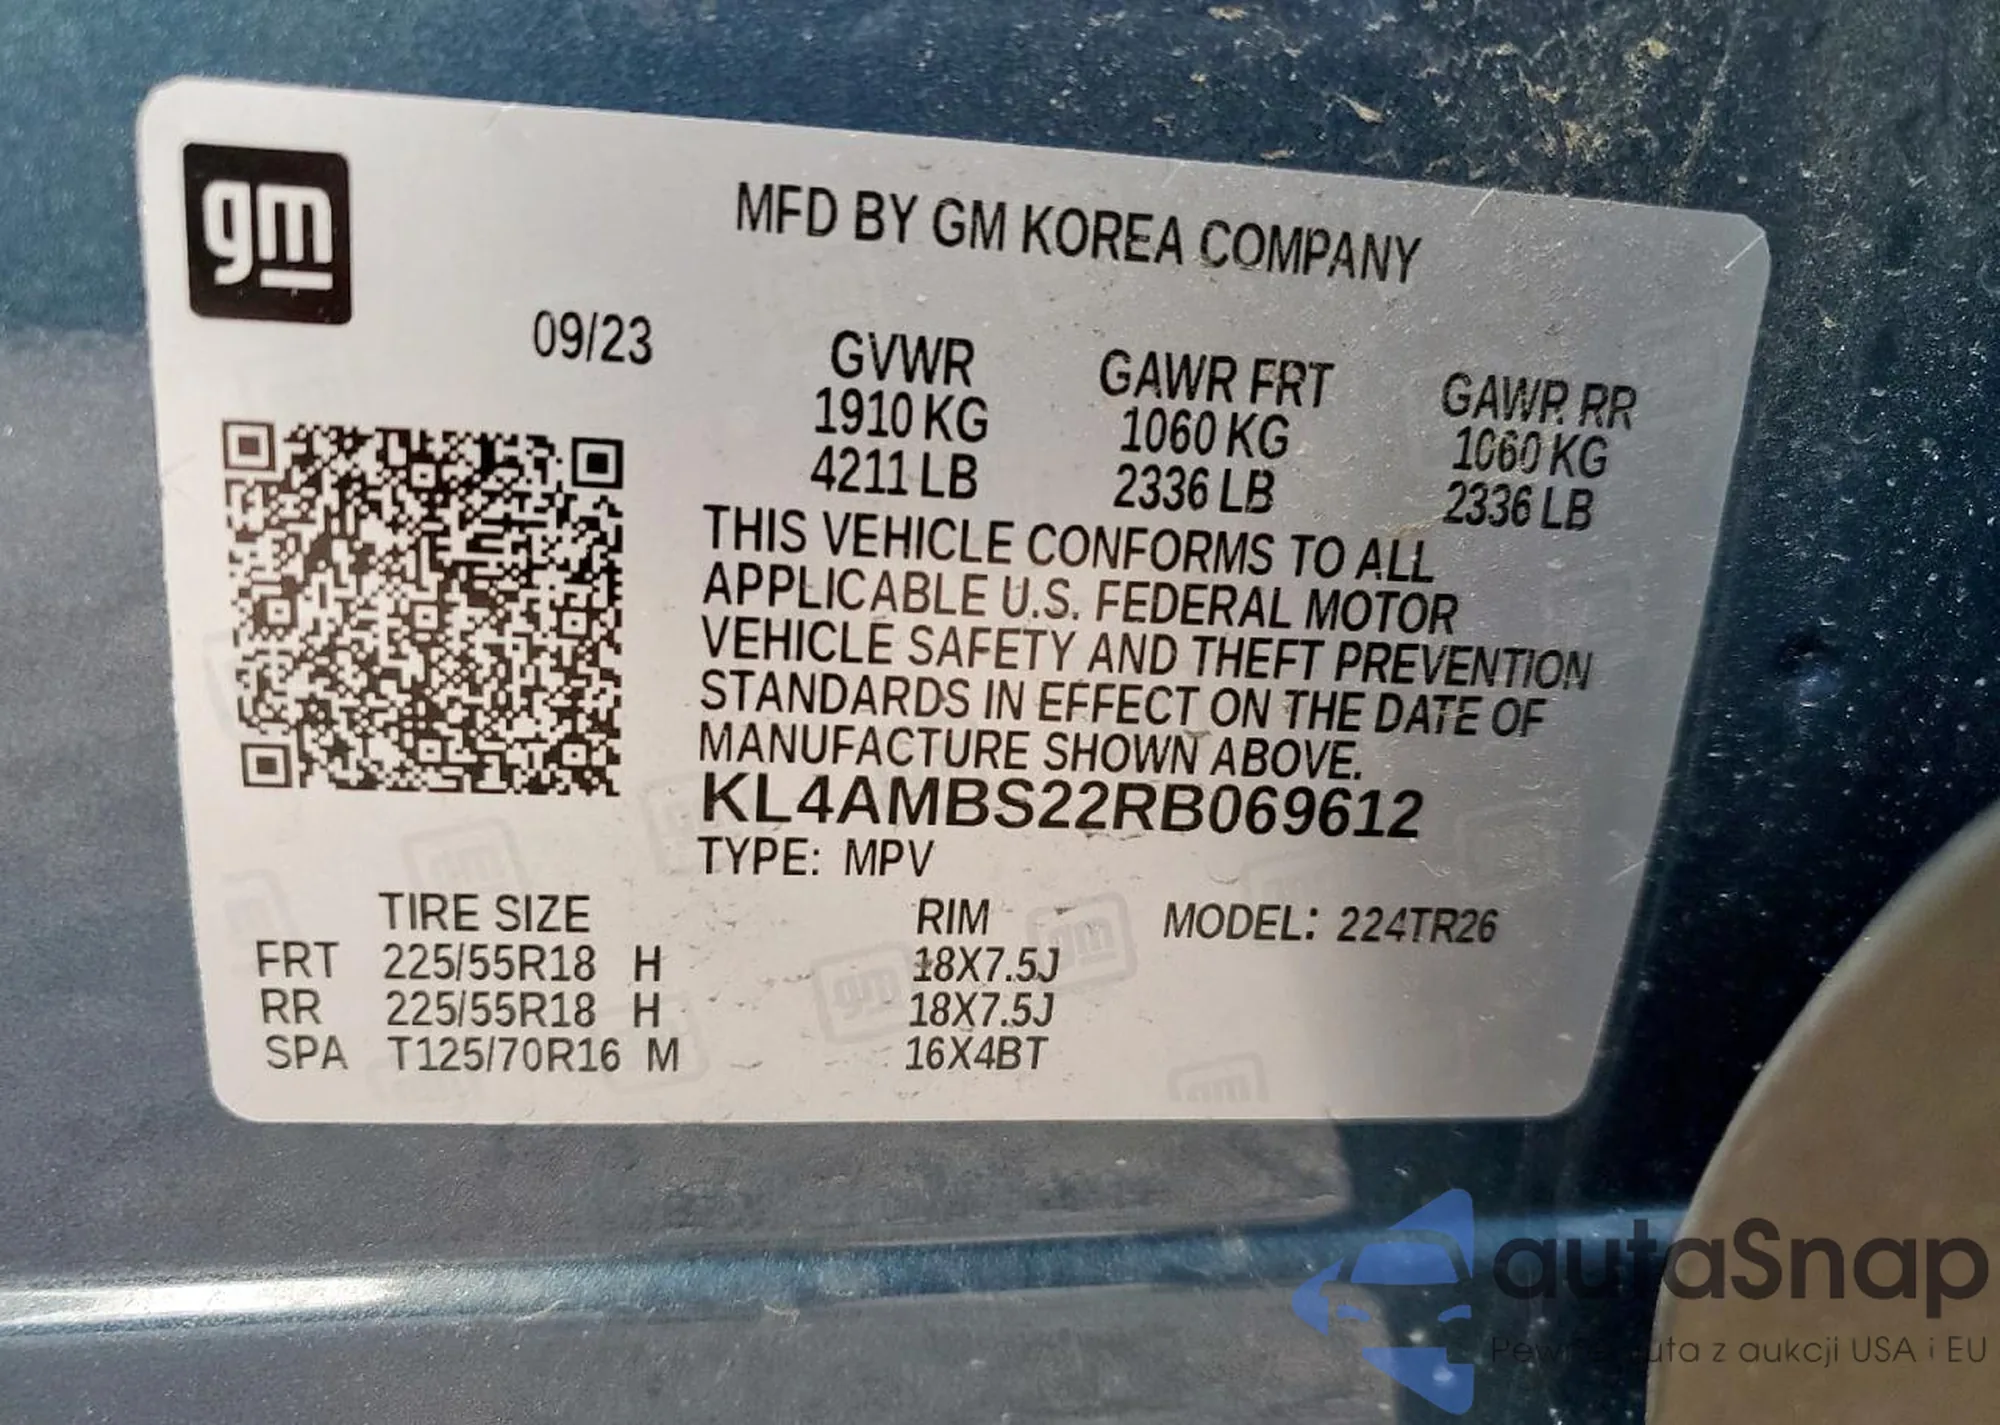 gm
MFD BY GM KOREA COMPANY
09/23
GVWR GAWR FRT GAWR RR
1910 KG 1060 KG 1060 KG
4211 LB 2336 LB 2336 LB
THIS VEHICLE CONFORMS TO ALL
APPLICABLE U.S. FEDERAL MOTOR
VEHICLE SAFETY AND THEFT PREVENTION
STANDARDS IN EFFECT ON THE DATE OF
MANUFACTURE SHOWN ABOVE.
KL4AMBS22RB069612
TYPE: MPV
TIRE SIZE RIM MODEL: 224TR26
FRT 225/55R18 H 18X7.5J
RR 225/55R18 H 18X7.5J
SPA T125/70R16 M 16X4BT
autaSnap
auta z aukcji USA i EU